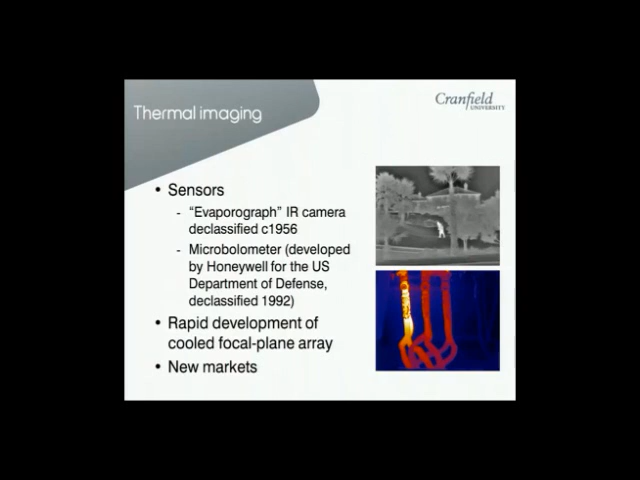 Thermal imaging
Cranfield
UNIVERSITY
• Sensors
- “Evaporograph” IR camera
declassified c1956
- Microbolometer (developed
by Honeywell for the US
Department of Defense,
declassified 1992)
• Rapid development of
cooled focal-plane array
• New markets